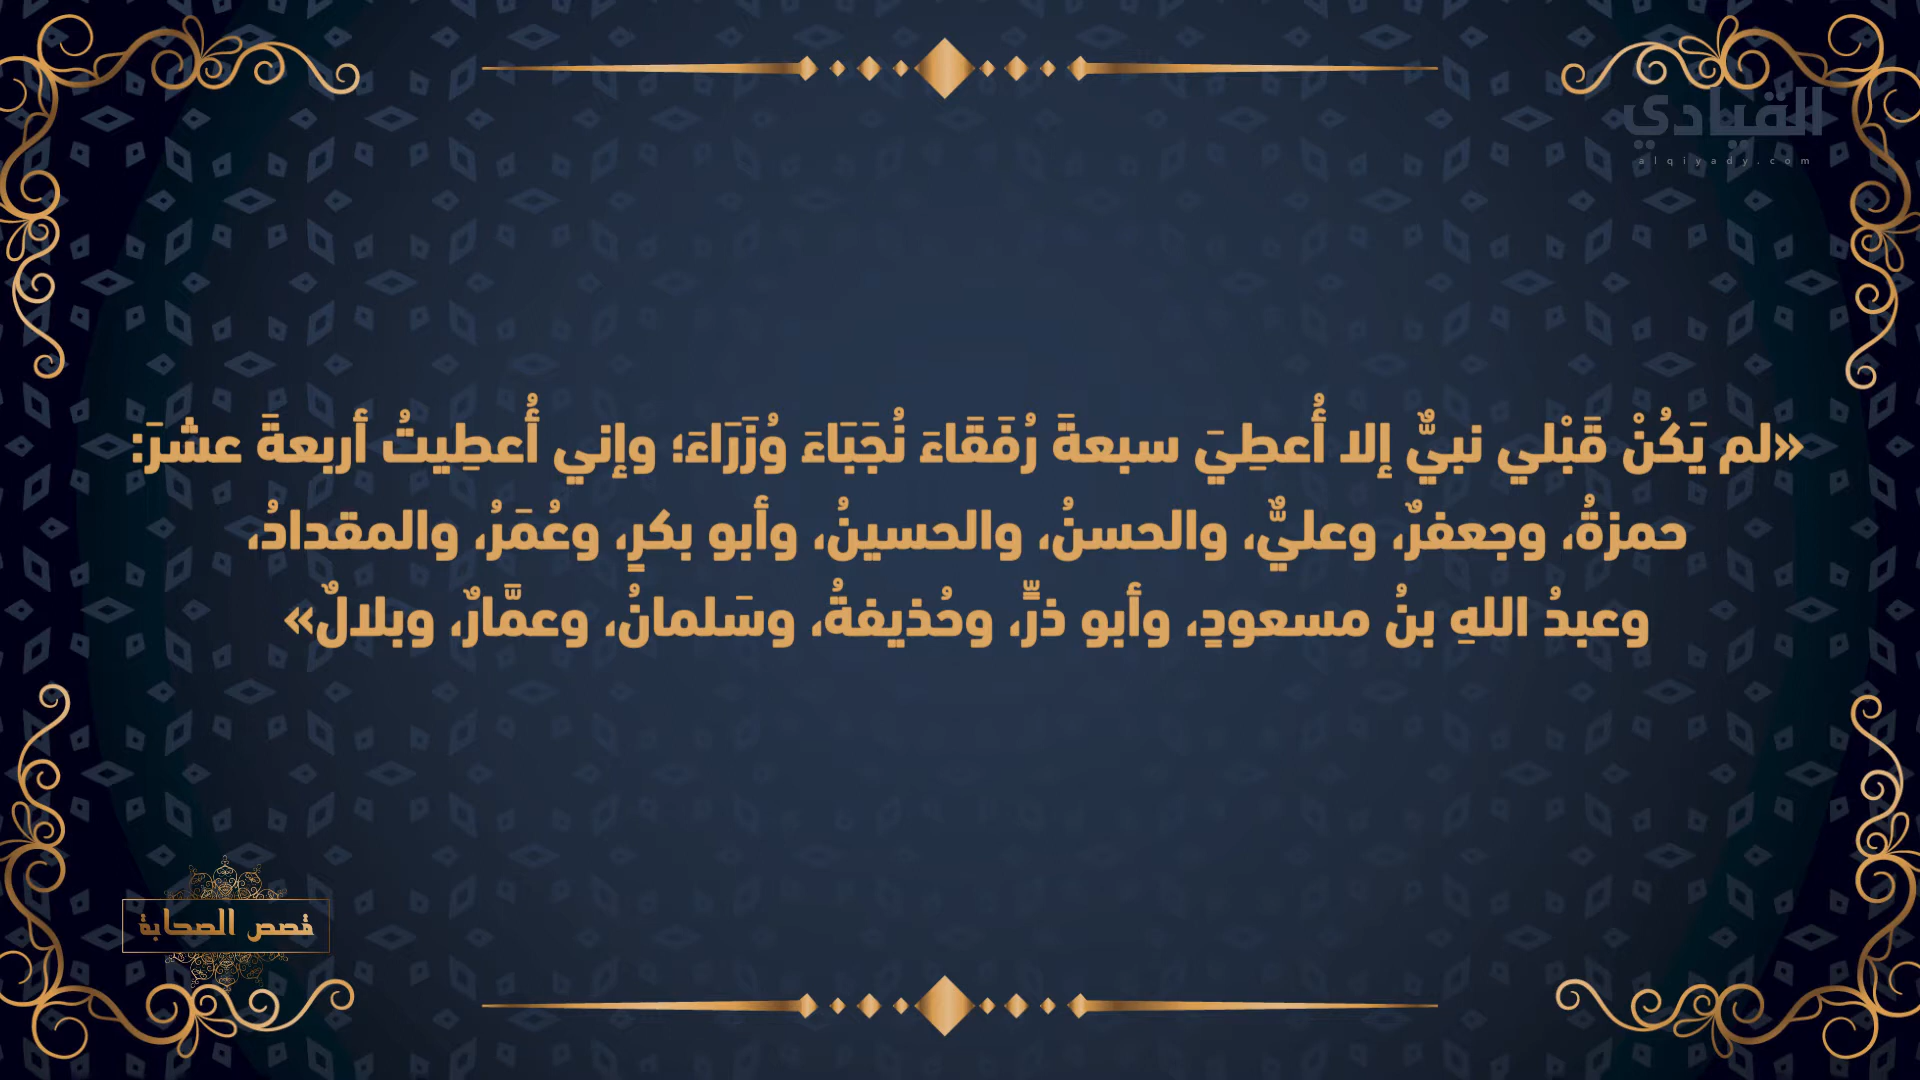 القيادي
alqiyady.com
«لم يَكُنْ قَبْلي نبيٌّ إلا أُعطِيَ سبعةَ رُفَقَاءَ نُجَبَاءَ وُزَرَاءَ؛ وإني أُعطِيتُ أربعةَ عشرَ:
حمزةُ، وجعفرٌ، وعليٌّ، والحسنُ، والحسينُ، وأبو بكرٍ، وعُمَرُ، والمقدادُ،
وعبدُ اللهِ بنُ مسعودٍ، وأبو ذرٍّ، وحُذيفةُ، وسَلمانُ، وعمَّارٌ، وبلالٌ»
قصص الصحابة